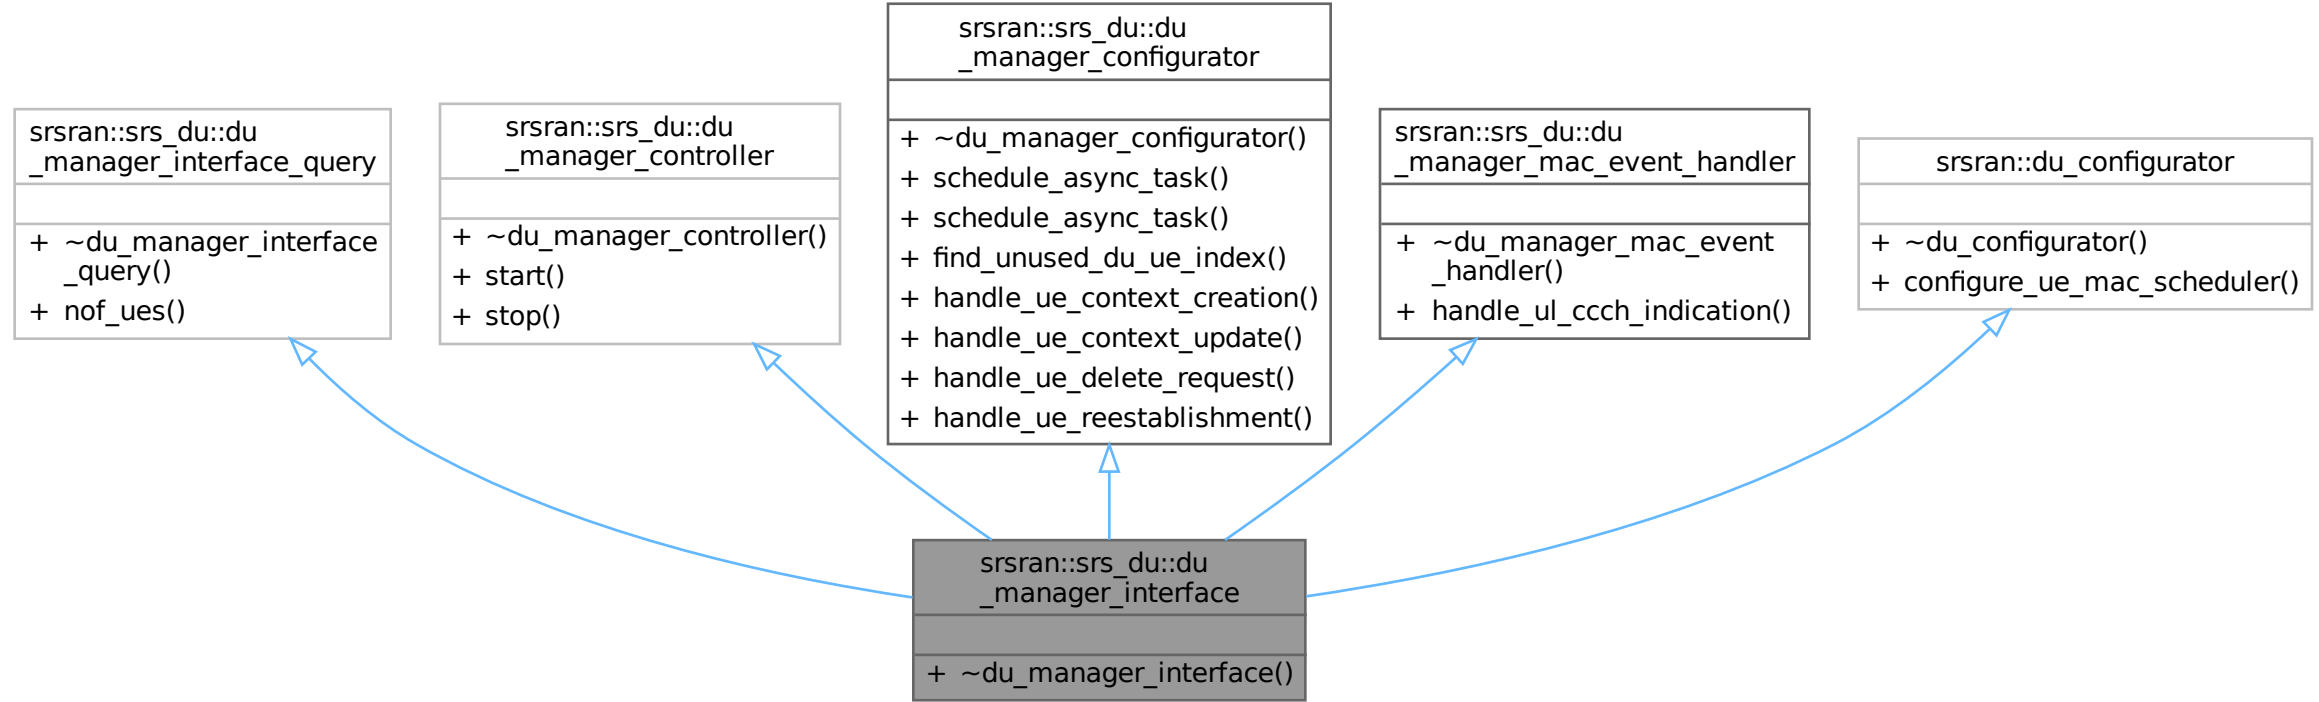 srsran::srs_du::du
_manager_interface_query
+ ~du_manager_interface
_query()
+ nof_ues()
srsran::srs_du::du
_manager_controller
+ ~du_manager_controller()
+ start()
+ stop()
srsran::srs_du::du
_manager_configurator
+ ~du_manager_configurator()
+ schedule_async_task()
+ schedule_async_task()
+ find_unused_du_ue_index()
+ handle_ue_context_creation()
+ handle_ue_context_update()
+ handle_ue_delete_request()
+ handle_ue_reestablishment()
srsran::srs_du::du
_manager_mac_event_handler
+ ~du_manager_mac_event
_handler()
+ handle_ul_ccch_indication()
srsran::du_configurator
+ ~du_configurator()
+ configure_ue_mac_scheduler()
srsran::srs_du::du
_manager_interface
+ ~du_manager_interface()